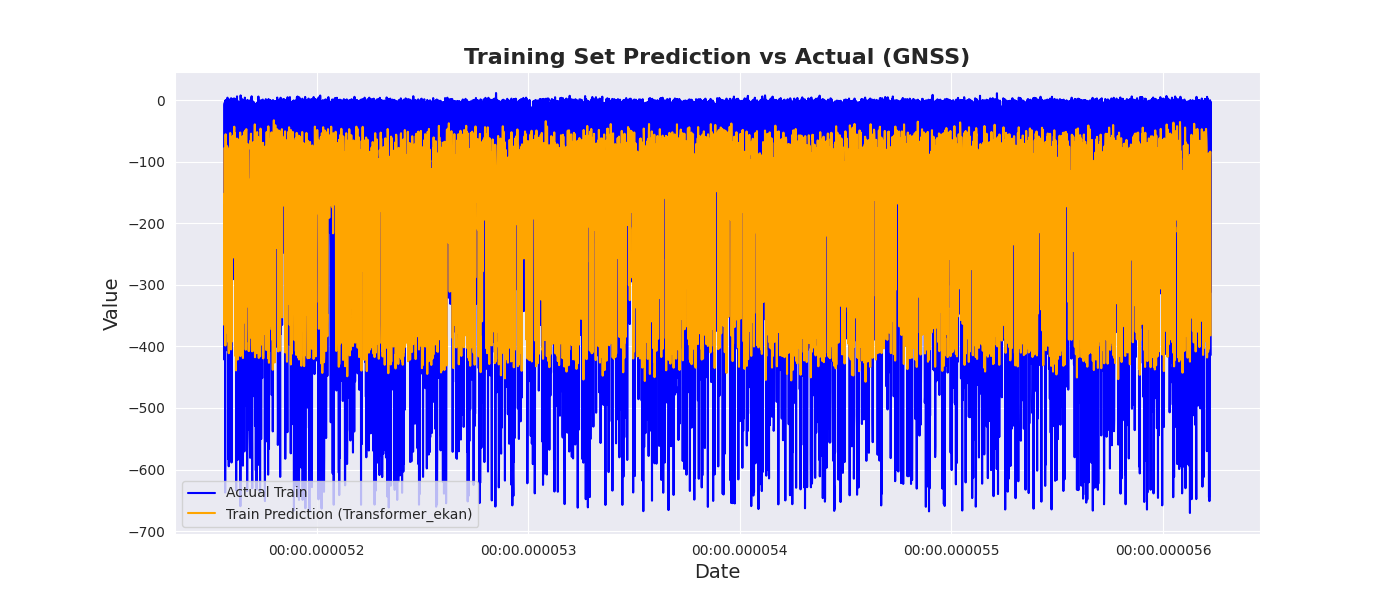 Training Set Prediction vs Actual (GNSS)
Value
0
−100
−200
−300
−400
−500
−600
−700
Actual Train
Train Prediction (Transformer_ekan)
00:00.000052
00:00.000053
00:00.000054
00:00.000055
00:00.000056
Date